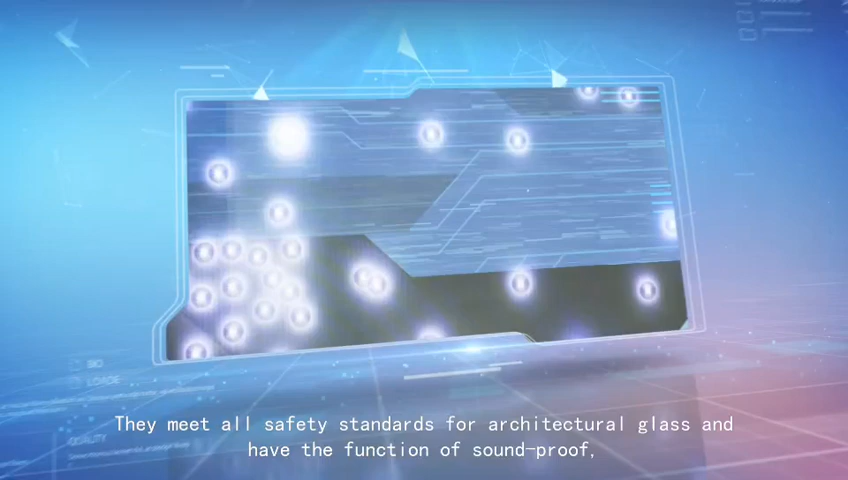 They meet all safety standards for architectural glass and
have the function of sound-proof,